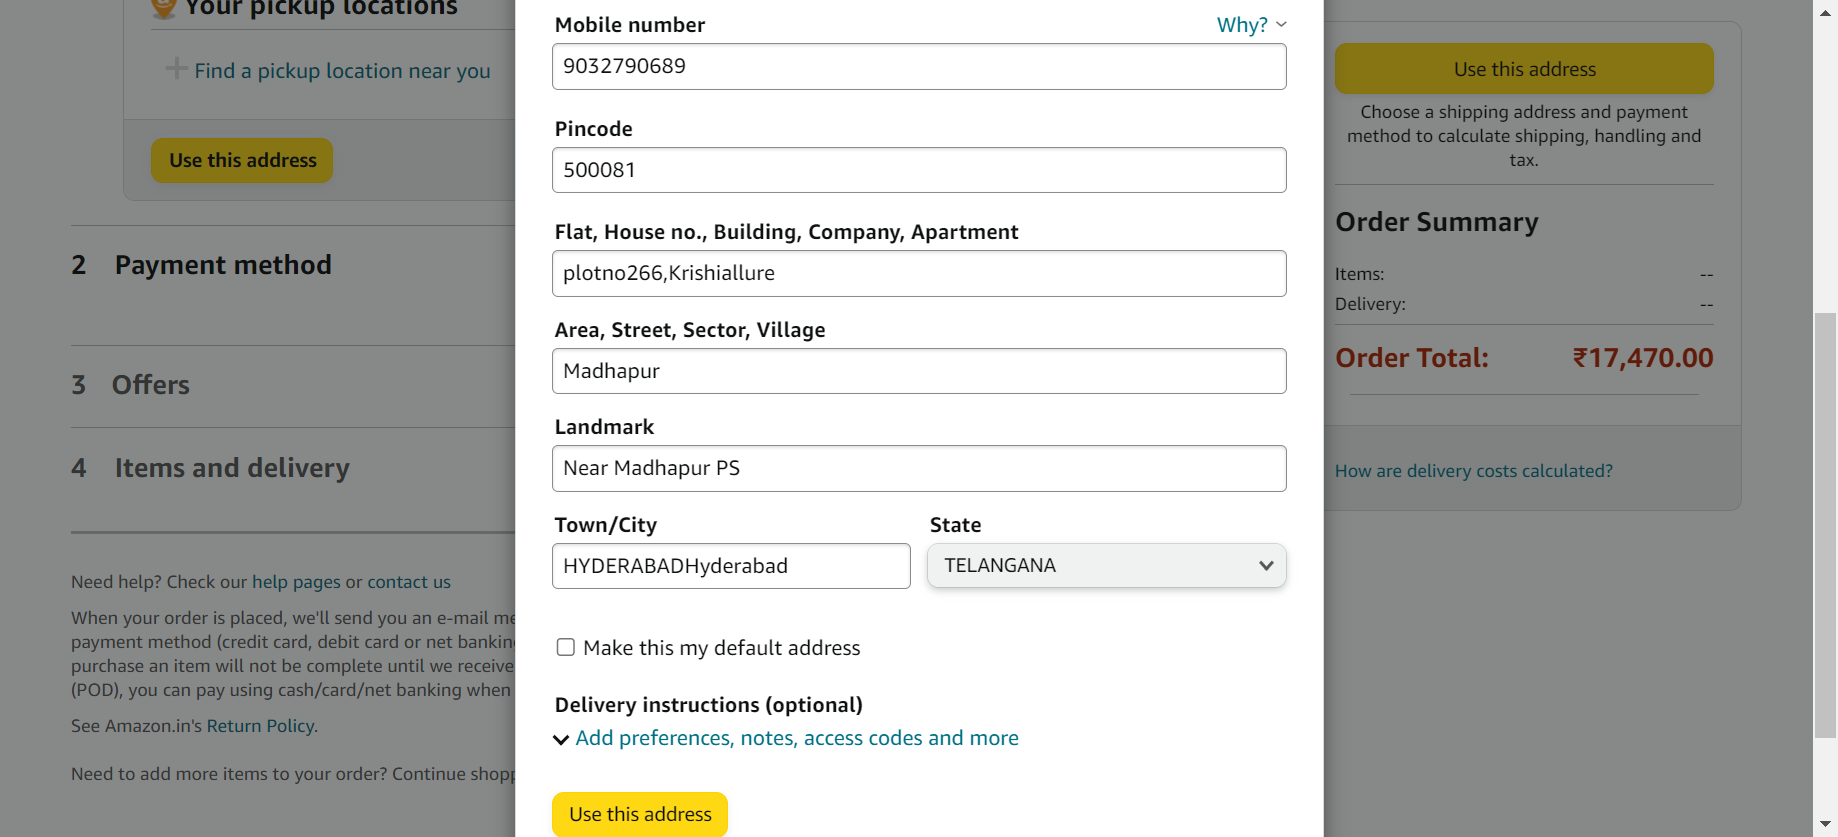 Your pickup locations
Find a pickup location near you
Use this address
2 Payment method
3 Offers
4 Items and delivery
Need help? Check our help pages or contact us
When your order is placed, we'll send you an e-mail me
payment method (credit card, debit card or net bankin
purchase an item will not be complete until we receive
(POD), you can pay using cash/card/net banking when
See Amazon.in's Return Policy.
Need to add more items to your order? Continue shopp
Mobile number Why?
9032790689
Pincode
500081
Flat, House no., Building, Company, Apartment
plotno266,Krishiallure
Area, Street, Sector, Village
Madhapur
Landmark
Near Madhapur PS
Town/City State
HYDERABADHyderabad TELANGANA
Make this my default address
Delivery instructions (optional)
Add preferences, notes, access codes and more
Use this address
Use this address
Choose a shipping address and payment
method to calculate shipping, handling and
tax.
Order Summary
Items: --
Delivery: --
Order Total: ₹17,470.00
How are delivery costs calculated?